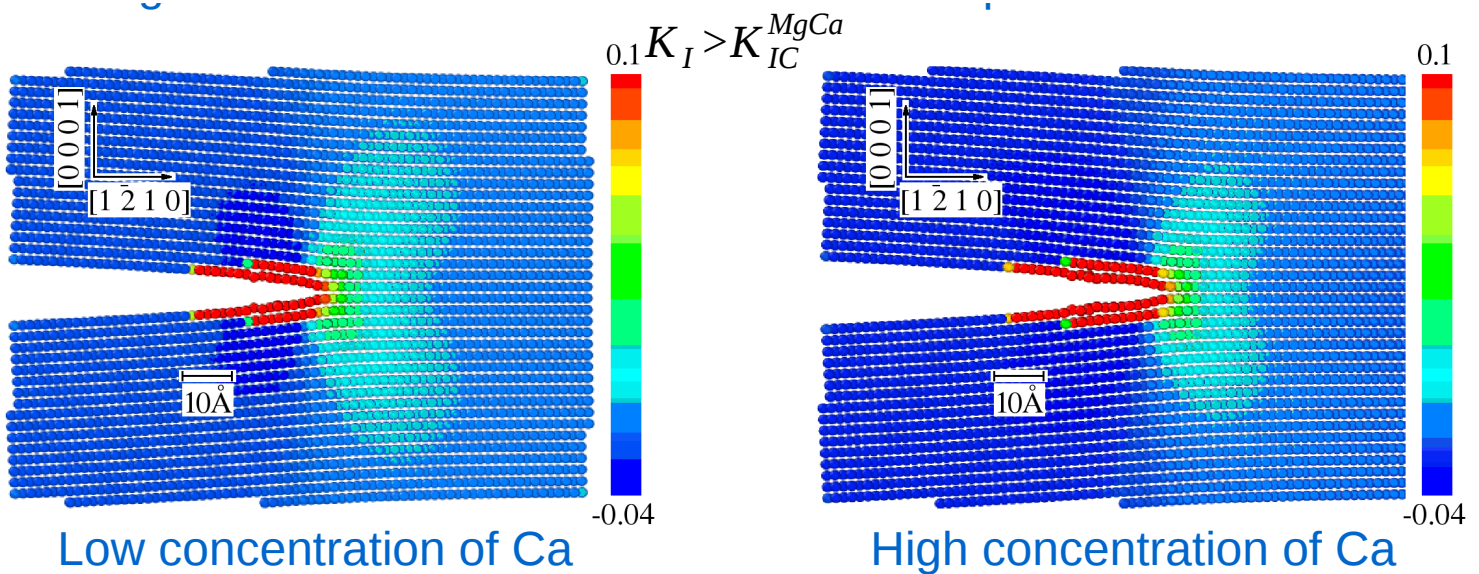 K_I > K_IC^MgCa
0.1
0.1
[0 0 0 1]
[1 2̄ 1 0]
[0 0 0 1]
[1 2̄ 1 0]
10Å
10Å
-0.04
-0.04
Low concentration of Ca
High concentration of Ca